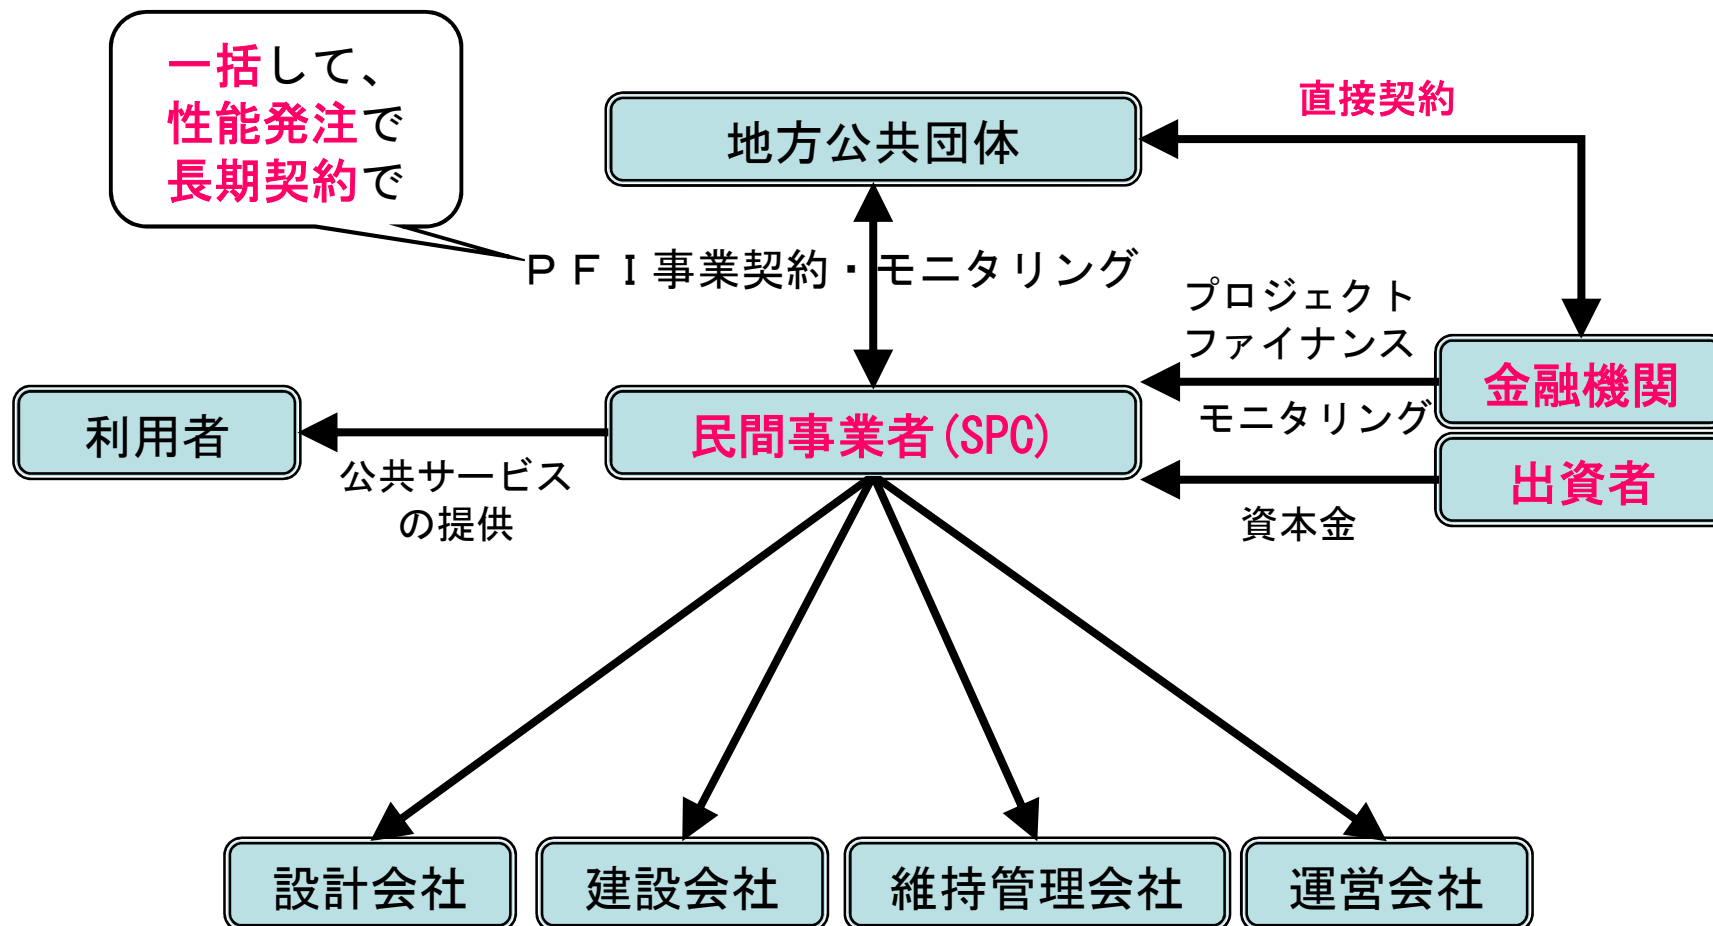 一括して、
性能発注で
長期契約で
直接契約
地方公共団体
ＰＦＩ事業契約・モニタリング
プロジェクト
ファイナンス
金融機関
モニタリング
利用者
民間事業者(SPC)
出資者
公共サービス
の提供
資本金
設計会社
建設会社
維持管理会社
運営会社